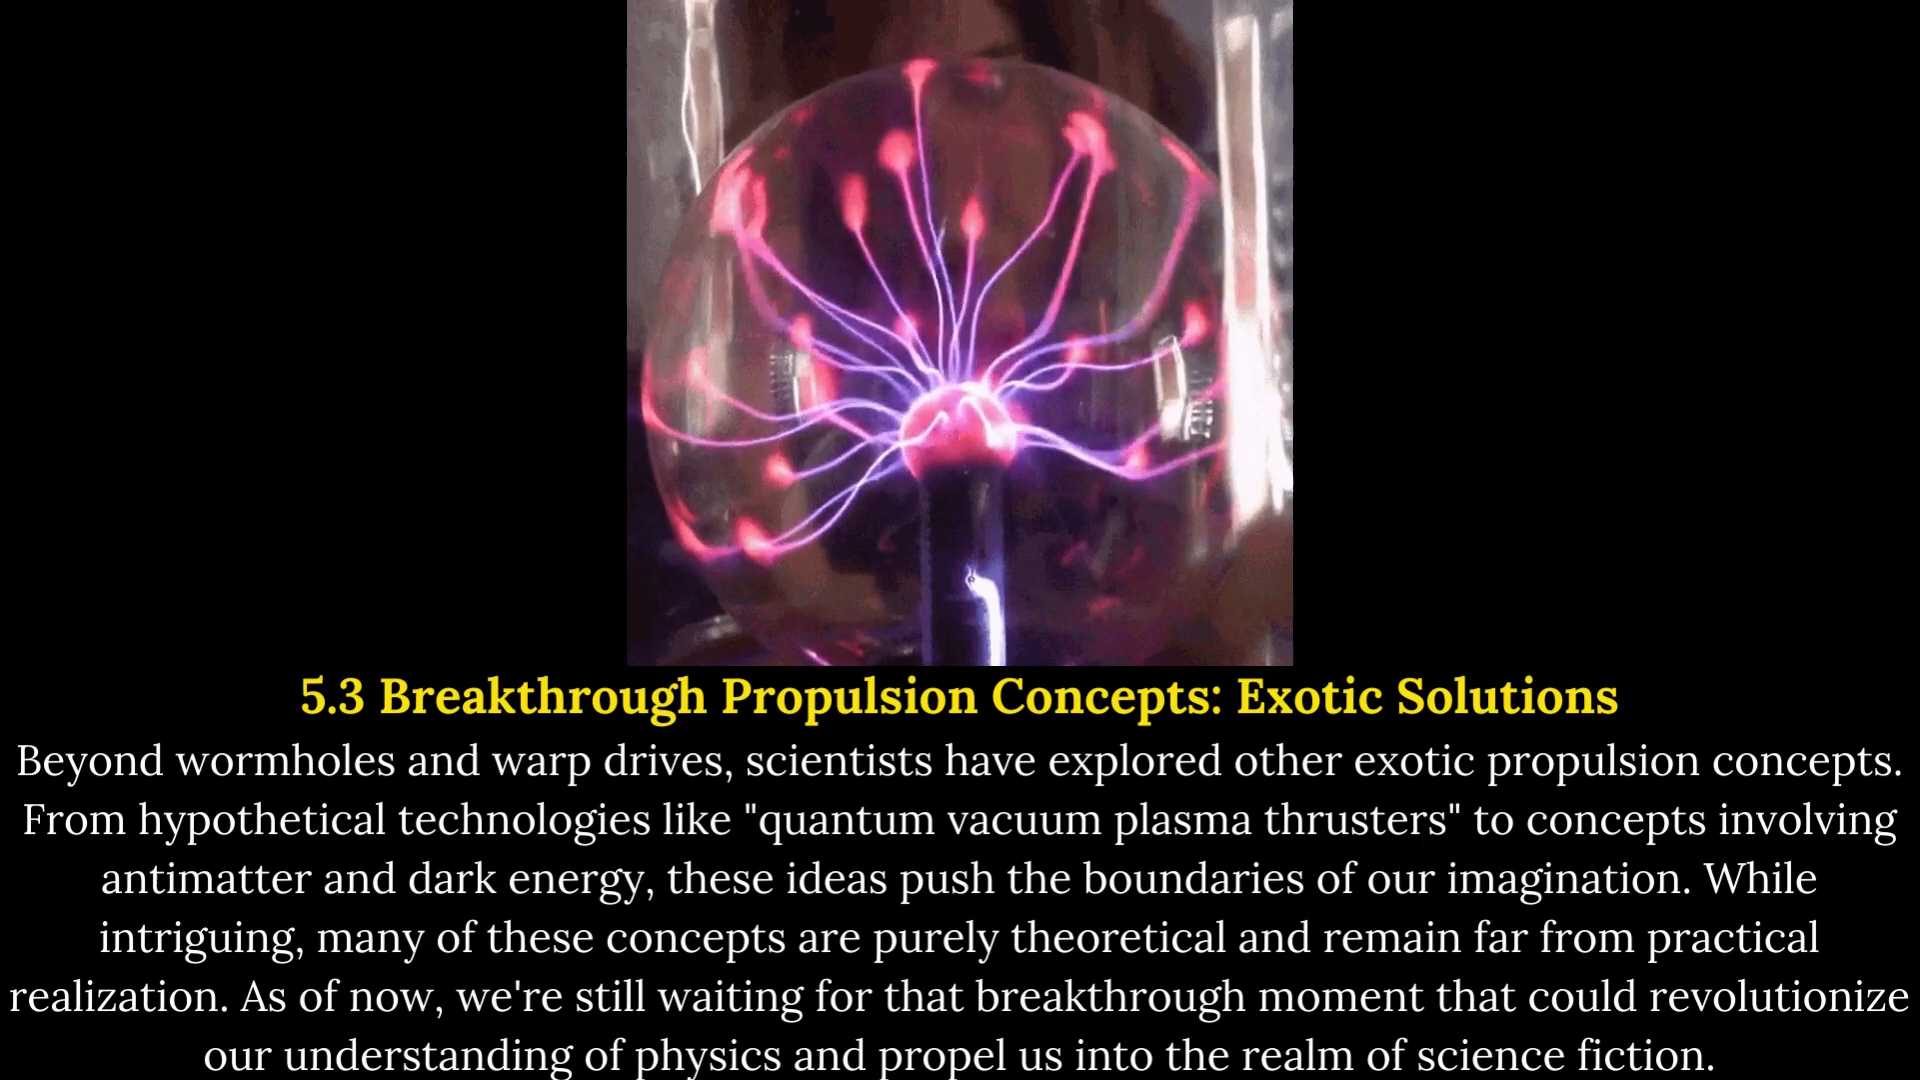 5.3 Breakthrough Propulsion Concepts: Exotic Solutions
Beyond wormholes and warp drives, scientists have explored other exotic propulsion concepts.
From hypothetical technologies like "quantum vacuum plasma thrusters" to concepts involving
antimatter and dark energy, these ideas push the boundaries of our imagination. While
intriguing, many of these concepts are purely theoretical and remain far from practical
realization. As of now, we're still waiting for that breakthrough moment that could revolutionize
our understanding of physics and propel us into the realm of science fiction.